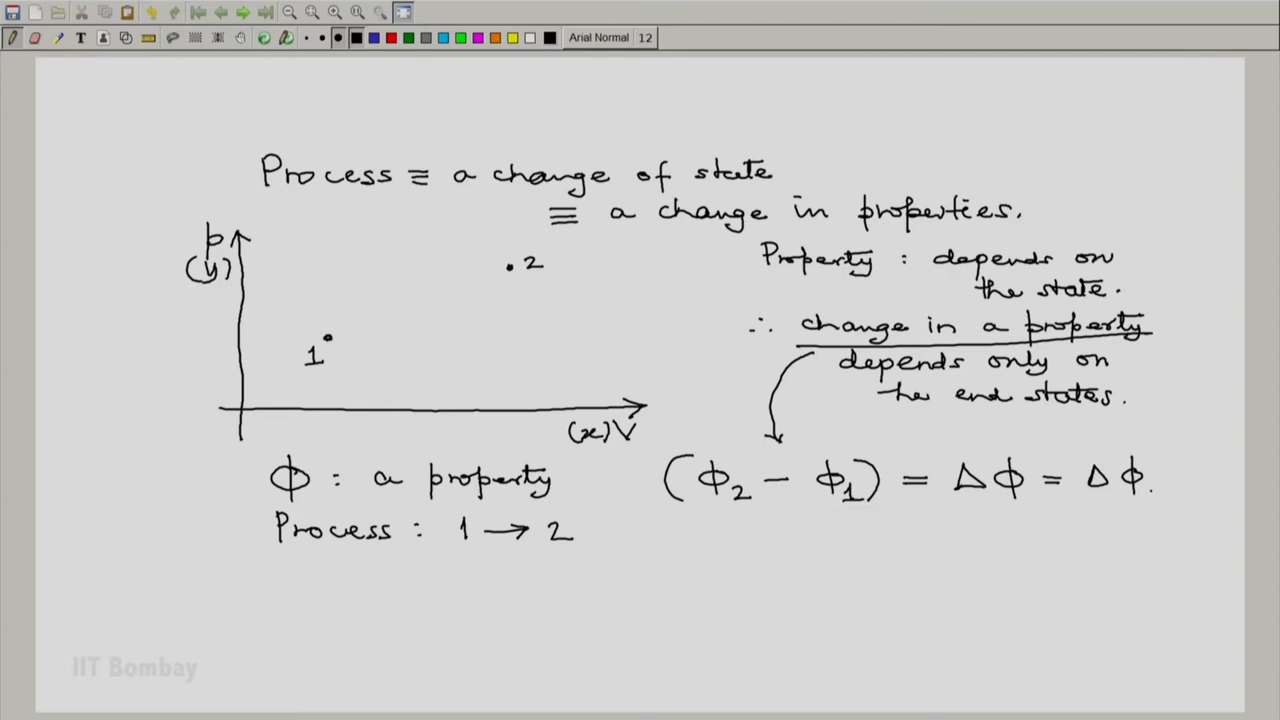 T
Arial Normal 12
Process ≡ a change of state
≡ a change in properties.
p
(y)
2
1
(x) V
Property : depends on
the state.
∴ change in a property
depends only on
the end states.
Φ : a property
(Φ₂ − Φ₁) = ΔΦ = ΔΦ.
Process : 1 → 2
IIT Bombay